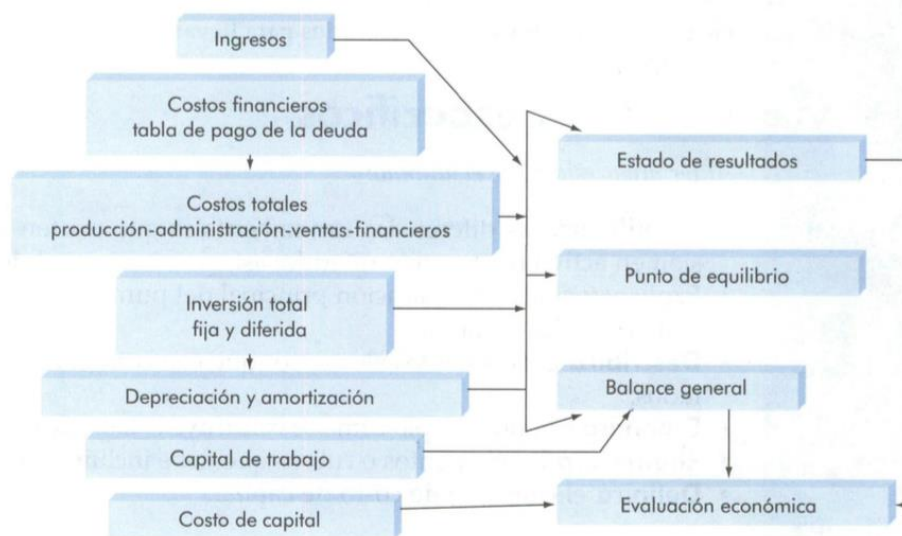 Ingresos
Costos financieros
tabla de pago de la deuda
Costos totales
producción-administración-ventas-financieros
Inversión total
fija y diferida
Depreciación y amortización
Capital de trabajo
Costo de capital
Estado de resultados
Punto de equilibrio
Balance general
Evaluación económica